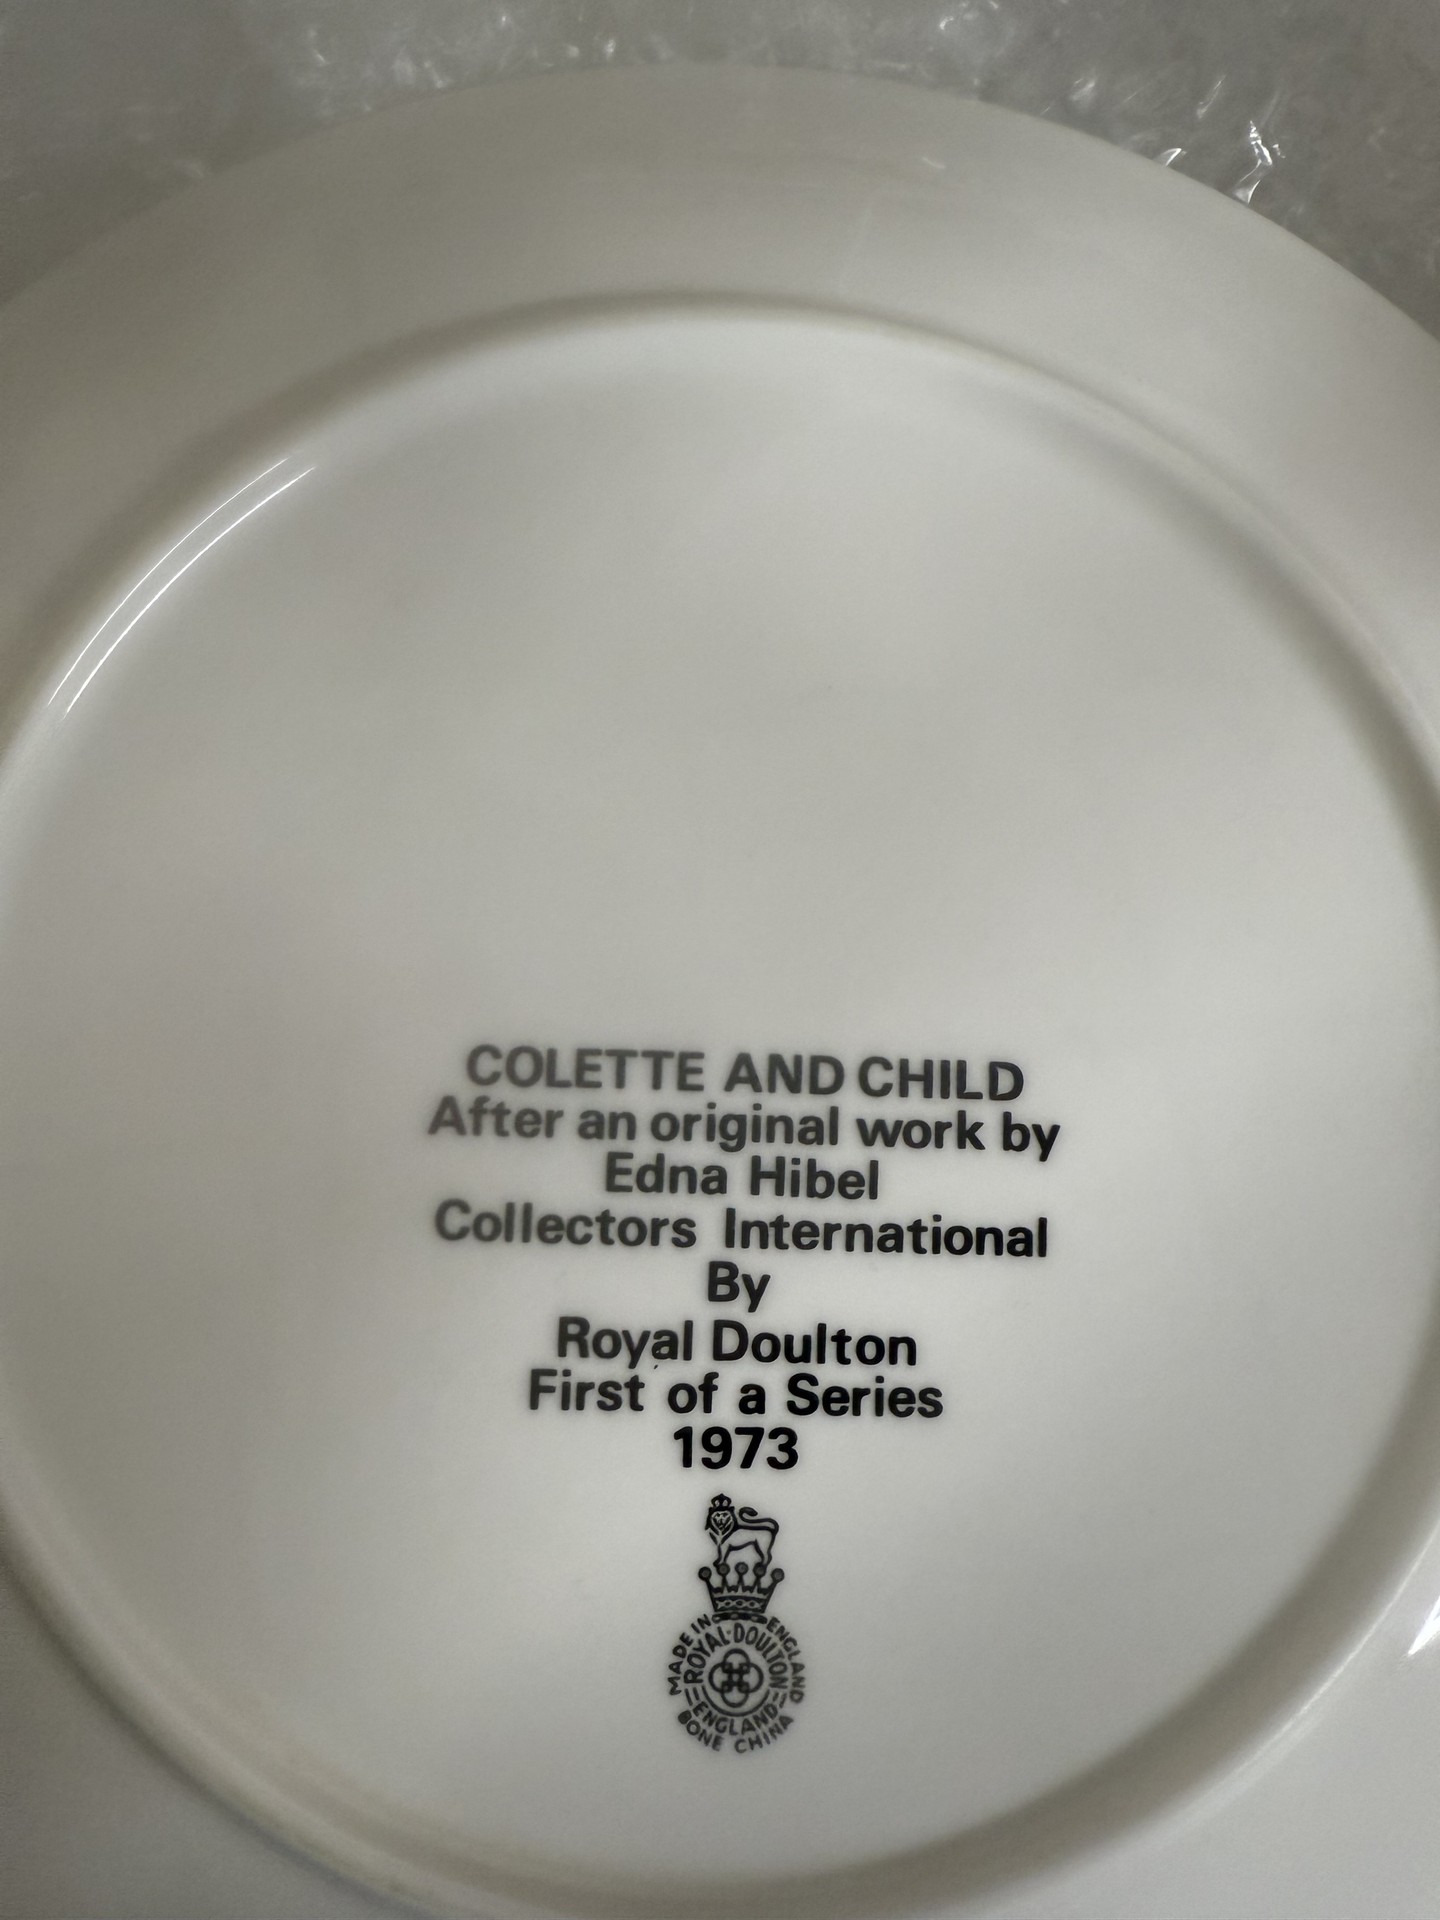 COLETTE AND CHILD
After an original work by
Edna Hibel
Collectors International
By
Royal Doulton
First of a Series
1973
MADE IN ENGLAND
ROYAL·DOULTON
ENGLAND
BONE CHINA